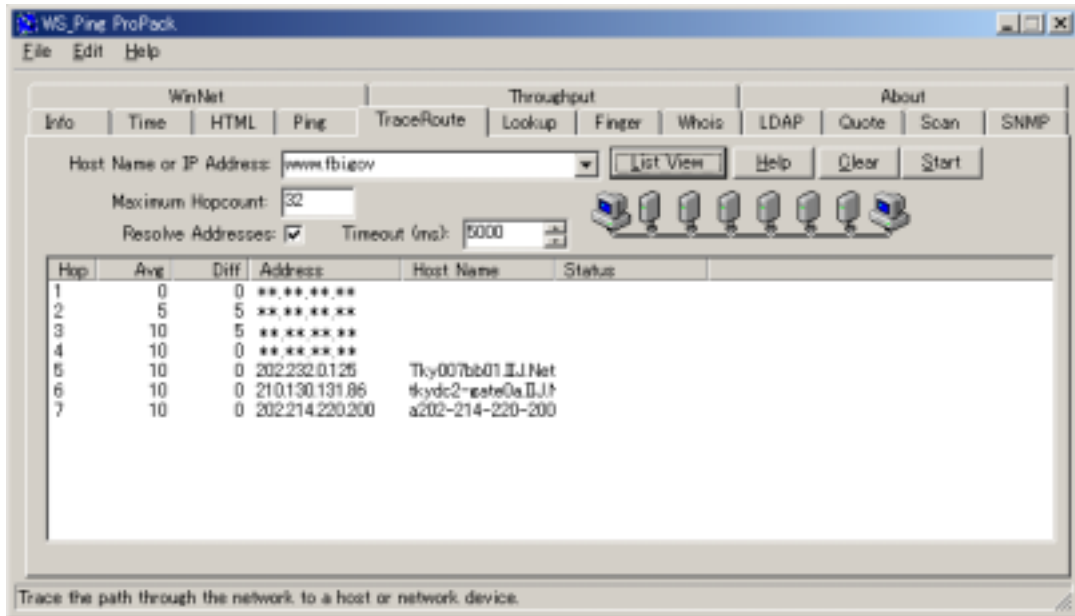 WS_Ping ProPack
File Edit Help
WinNet Throughput About
Info Time HTML Ping TraceRoute Lookup Finger Whois LDAP Quote Scan SNMP
Host Name or IP Address: www.fbi.gov List View Help Clear Start
Maximum Hopcount: 32
Resolve Addresses: Timeout (ms): 5000
Hop Avg Diff Address Host Name Status
1 0 0 **.**.**.**
2 5 5 **.**.**.**
3 10 5 **.**.**.**
4 10 0 **.**.**.**
5 10 0 202.232.0.125 Tky007bb01.IIJ.Net
6 10 0 210.130.131.86 tkydc2-gate0a.IIJ.N
7 10 0 202.214.220.200 a202-214-220-200
Trace the path through the network to a host or network device.